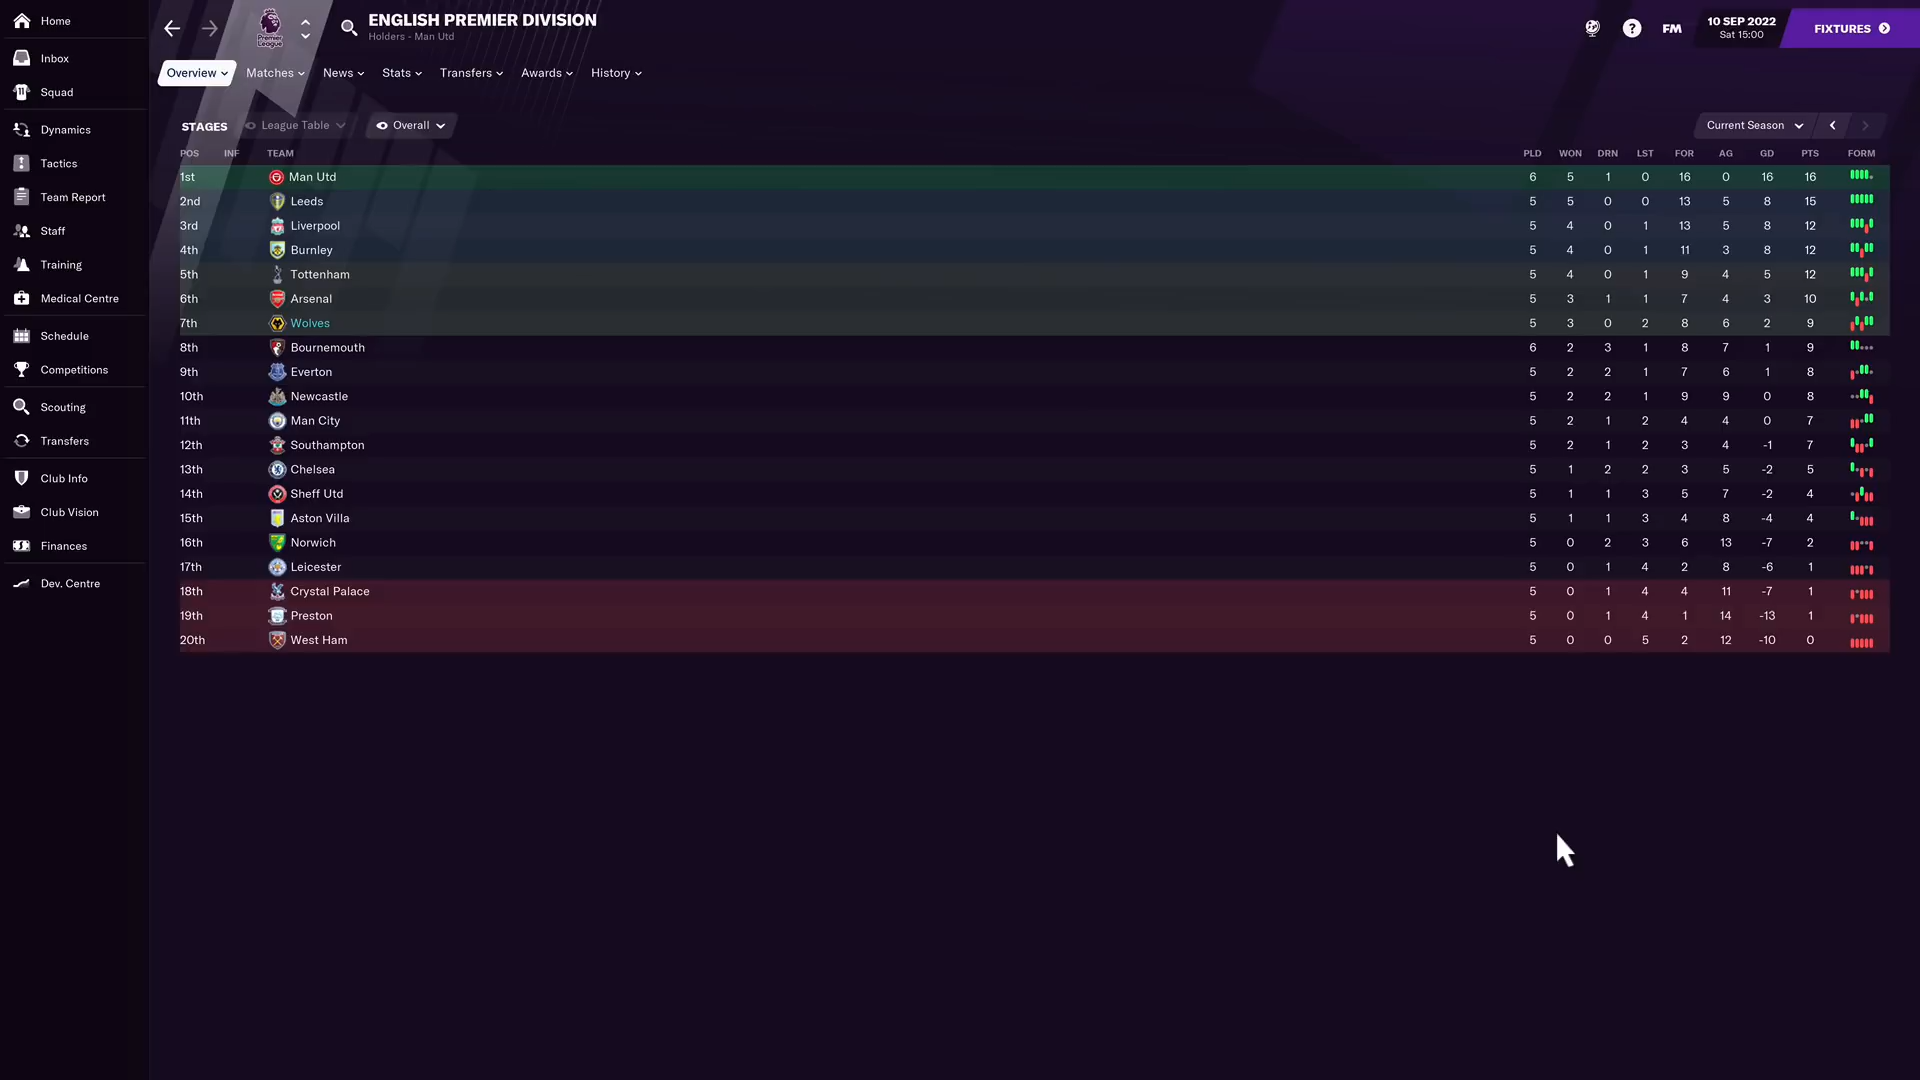 Home
Inbox
Squad
Dynamics
Tactics
Team Report
Staff
Training
Medical Centre
Schedule
Competitions
Scouting
Transfers
Club Info
Club Vision
Finances
Dev. Centre
ENGLISH PREMIER DIVISION
Holders - Man Utd
FM
10 SEP 2022
Sat 15:00
FIXTURES
Overview Matches News Stats Transfers Awards History
STAGES League Table Overall Current Season
POS INF TEAM PLD WON DRN LST FOR AG GD PTS FORM
1st Man Utd 6 5 1 0 16 0 16 16
2nd Leeds 5 5 0 0 13 5 8 15
3rd Liverpool 5 4 0 1 13 5 8 12
4th Burnley 5 4 0 1 11 3 8 12
5th Tottenham 5 4 0 1 9 4 5 12
6th Arsenal 5 3 1 1 7 4 3 10
7th Wolves 5 3 0 2 8 6 2 9
8th Bournemouth 6 2 3 1 8 7 1 9
9th Everton 5 2 2 1 7 6 1 8
10th Newcastle 5 2 2 1 9 9 0 8
11th Man City 5 2 1 2 4 4 0 7
12th Southampton 5 2 1 2 3 4 -1 7
13th Chelsea 5 1 2 2 3 5 -2 5
14th Sheff Utd 5 1 1 3 5 7 -2 4
15th Aston Villa 5 1 1 3 4 8 -4 4
16th Norwich 5 0 2 3 6 13 -7 2
17th Leicester 5 0 1 4 2 8 -6 1
18th Crystal Palace 5 0 1 4 4 11 -7 1
19th Preston 5 0 1 4 1 14 -13 1
20th West Ham 5 0 0 5 2 12 -10 0